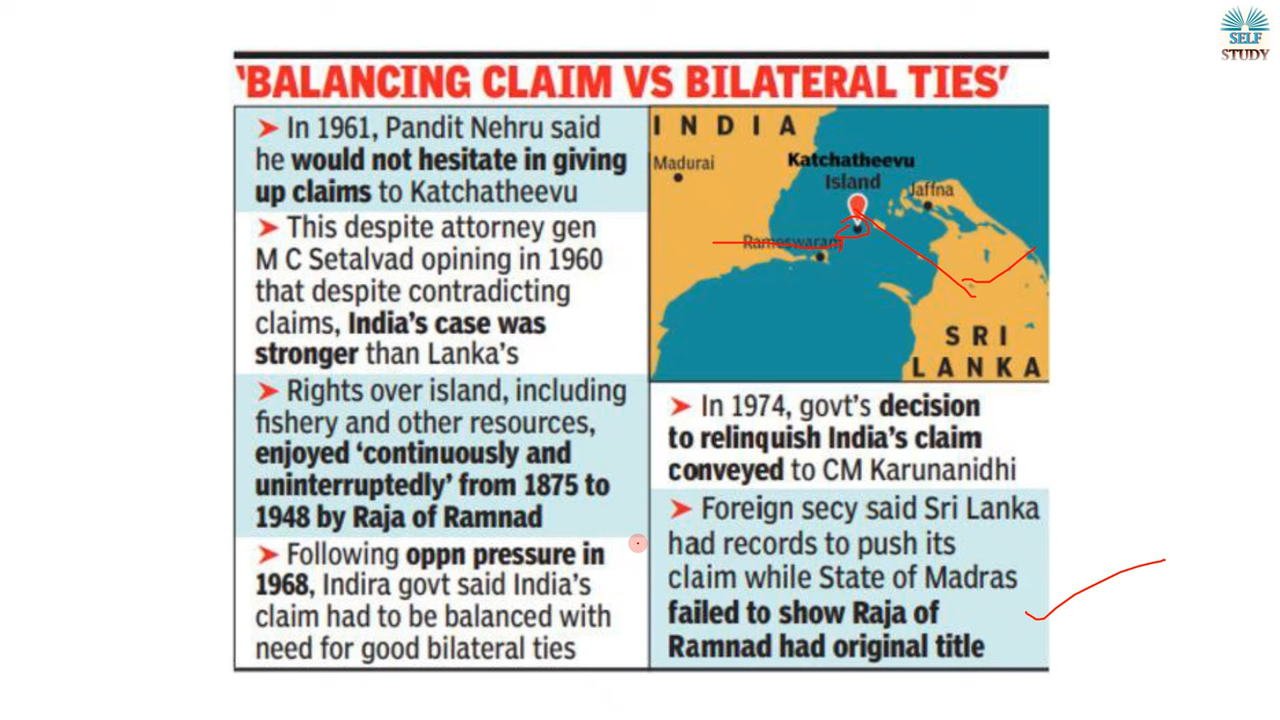 SELF
STUDY
'BALANCING CLAIM VS BILATERAL TIES'
➤ In 1961, Pandit Nehru said
he would not hesitate in giving
up claims to Katchatheevu
➤ This despite attorney gen
M C Setalvad opining in 1960
that despite contradicting
claims, India's case was
stronger than Lanka's
➤ Rights over island, including
fishery and other resources,
enjoyed 'continuously and
uninterruptedly' from 1875 to
1948 by Raja of Ramnad
➤ Following oppn pressure in
1968, Indira govt said India's
claim had to be balanced with
need for good bilateral ties
INDIA
Madurai
Katchatheevu
Island
Jaffna
Rameswaram
SRI
LANKA
➤ In 1974, govt's decision
to relinquish India's claim
conveyed to CM Karunanidhi
➤ Foreign secy said Sri Lanka
had records to push its
claim while State of Madras
failed to show Raja of
Ramnad had original title